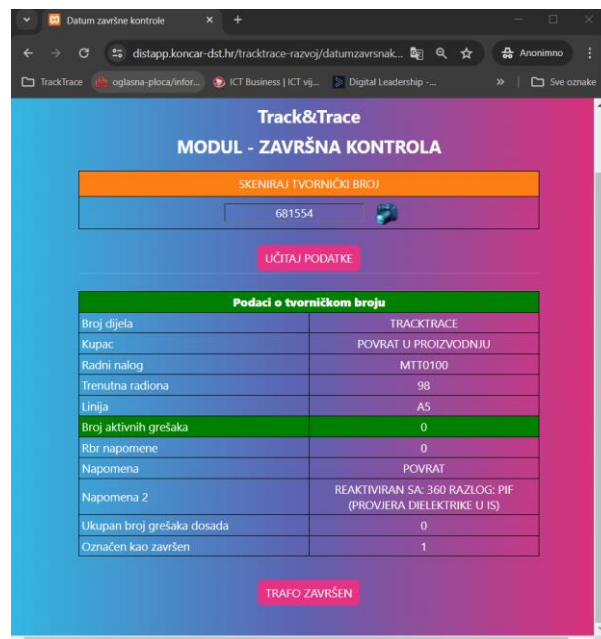 Datum završne kontrole
distapp.koncar-dst.hr/tracktrace-razvoj/datumzavrsnak...
Anonimno
TrackTrace
oglasna-ploca/infor...
ICT Business | ICT vij...
Digital Leadership -...
»
Sve oznake
Track&Trace
MODUL - ZAVRŠNA KONTROLA
SKENIRAJ TVORNIČKI BROJ
681554
UČITAJ PODATKE
Podaci o tvorničkom broju
Broj dijela TRACKTRACE
Kupac POVRAT U PROIZVODNJU
Radni nalog MTT0100
Trenutna radiona 98
Linija A5
Broj aktivnih grešaka 0
Rbr napomene 0
Napomena POVRAT
Napomena 2 REAKTIVIRAN SA: 360 RAZLOG: PIF
(PROVJERA DIELEKTRIKE U IS)
Ukupan broj grešaka dosada 0
Označen kao završen 1
TRAFO ZAVRŠEN